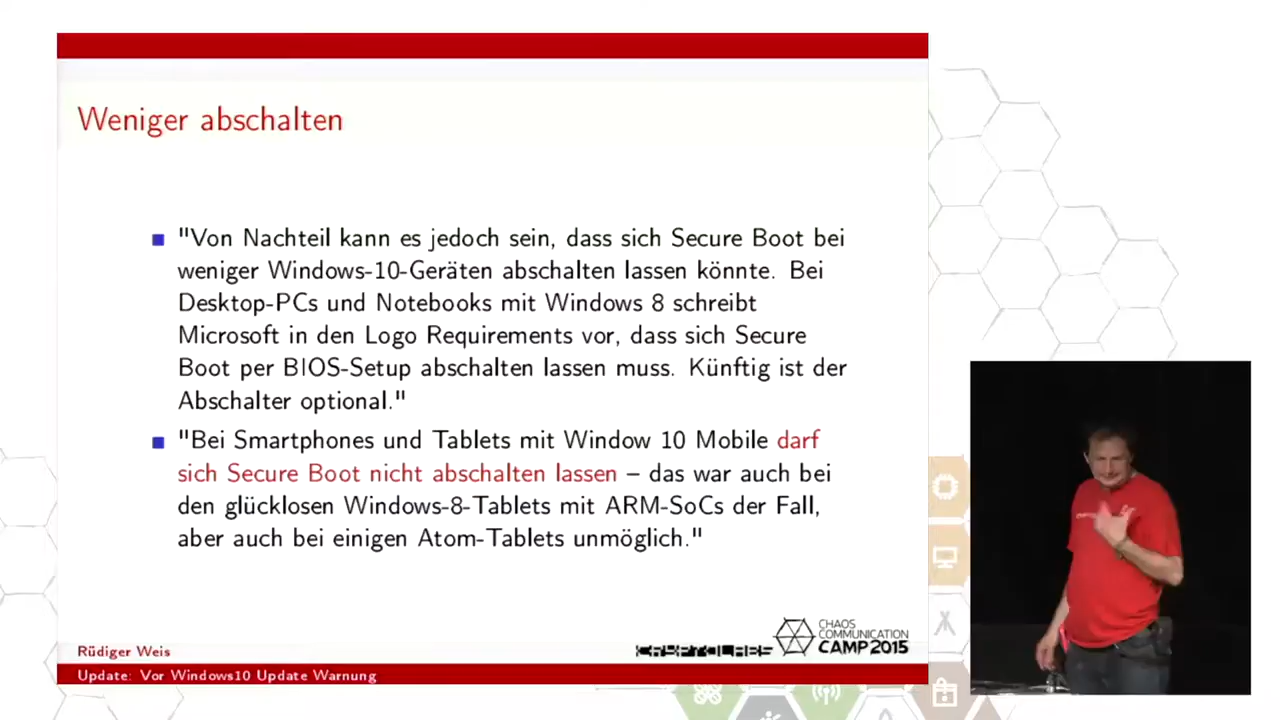 Weniger abschalten
"Von Nachteil kann es jedoch sein, dass sich Secure Boot bei
weniger Windows-10-Geräten abschalten lassen könnte. Bei
Desktop-PCs und Notebooks mit Windows 8 schreibt
Microsoft in den Logo Requirements vor, dass sich Secure
Boot per BIOS-Setup abschalten lassen muss. Künftig ist der
Abschalter optional."
"Bei Smartphones und Tablets mit Window 10 Mobile darf
sich Secure Boot nicht abschalten lassen – das war auch bei
den glücklosen Windows-8-Tablets mit ARM-SoCs der Fall,
aber auch bei einigen Atom-Tablets unmöglich."
Rüdiger Weis
CRYPTOLABS
CHAOS
COMMUNICATION
CAMP 2015
Update: Vor Windows10 Update Warnung